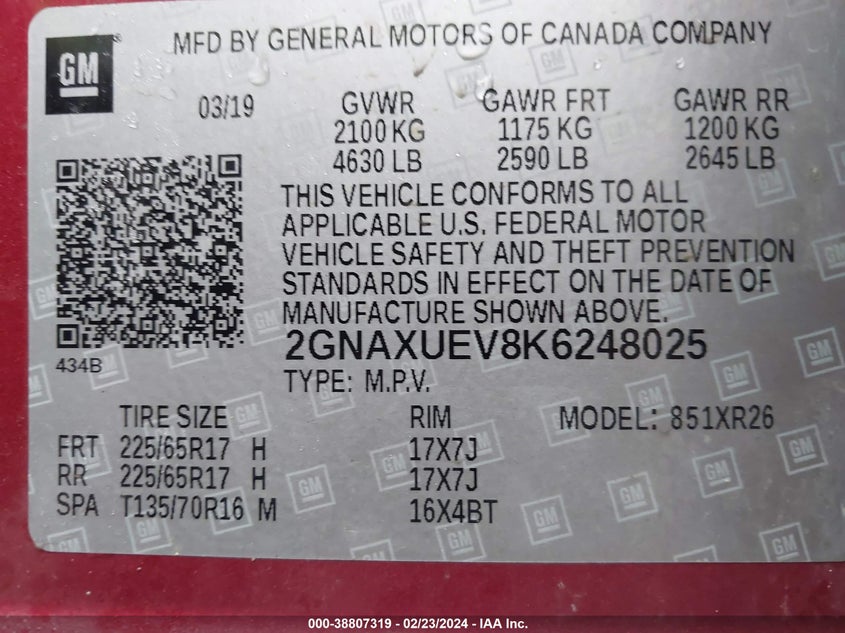 GM
MFD BY GENERAL MOTORS OF CANADA COMPANY
03/19
GVWR GAWR FRT GAWR RR
2100 KG 1175 KG 1200 KG
4630 LB 2590 LB 2645 LB
THIS VEHICLE CONFORMS TO ALL
APPLICABLE U.S. FEDERAL MOTOR
VEHICLE SAFETY AND THEFT PREVENTION
STANDARDS IN EFFECT ON THE DATE OF
MANUFACTURE SHOWN ABOVE.
2GNAXUEV8K6248025
434B
TYPE: M.P.V.
TIRE SIZE RIM MODEL: 851XR26
FRT 225/65R17 H 17X7J
RR 225/65R17 H 17X7J
SPA T135/70R16 M 16X4BT
000-38807319 - 02/23/2024 - IAA Inc.